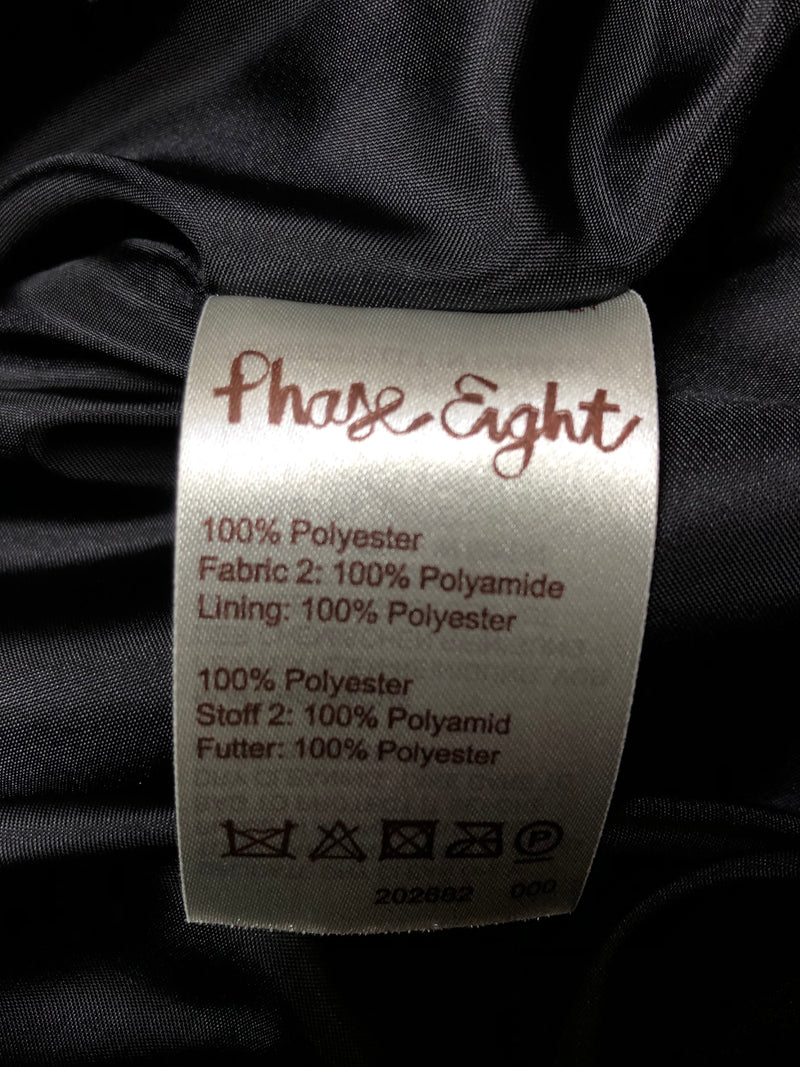 Phase Eight
100% Polyester
Fabric 2: 100% Polyamide
Lining: 100% Polyester
100% Polyester
Stoff 2: 100% Polyamid
Futter: 100% Polyester
P
202682 000